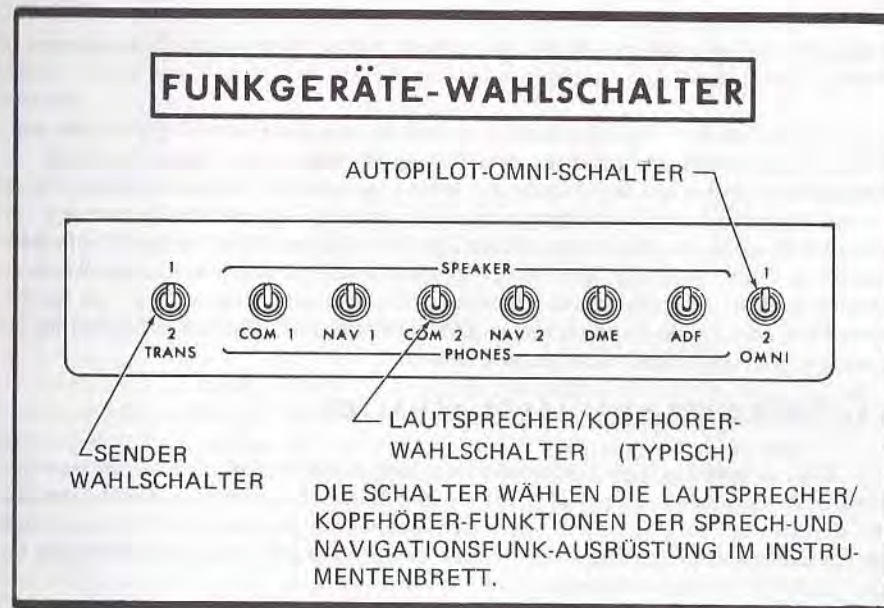 FUNKGERÄTE-WAHLSCHALTER
AUTOPILOT-OMNI-SCHALTER
SPEAKER
1
1
2
COM 1
NAV 1
COM 2
NAV 2
DME
ADF
2
TRANS
PHONES
OMNI
LAUTSPRECHER/KOPFHORER-
WAHLSCHALTER (TYPISCH)
SENDER
WAHLSCHALTER
DIE SCHALTER WÄHLEN DIE LAUTSPRECHER/
KOPFHÖRER-FUNKTIONEN DER SPRECH-UND
NAVIGATIONSFUNK-AUSRÜSTUNG IM INSTRU-
MENTENBRETT.